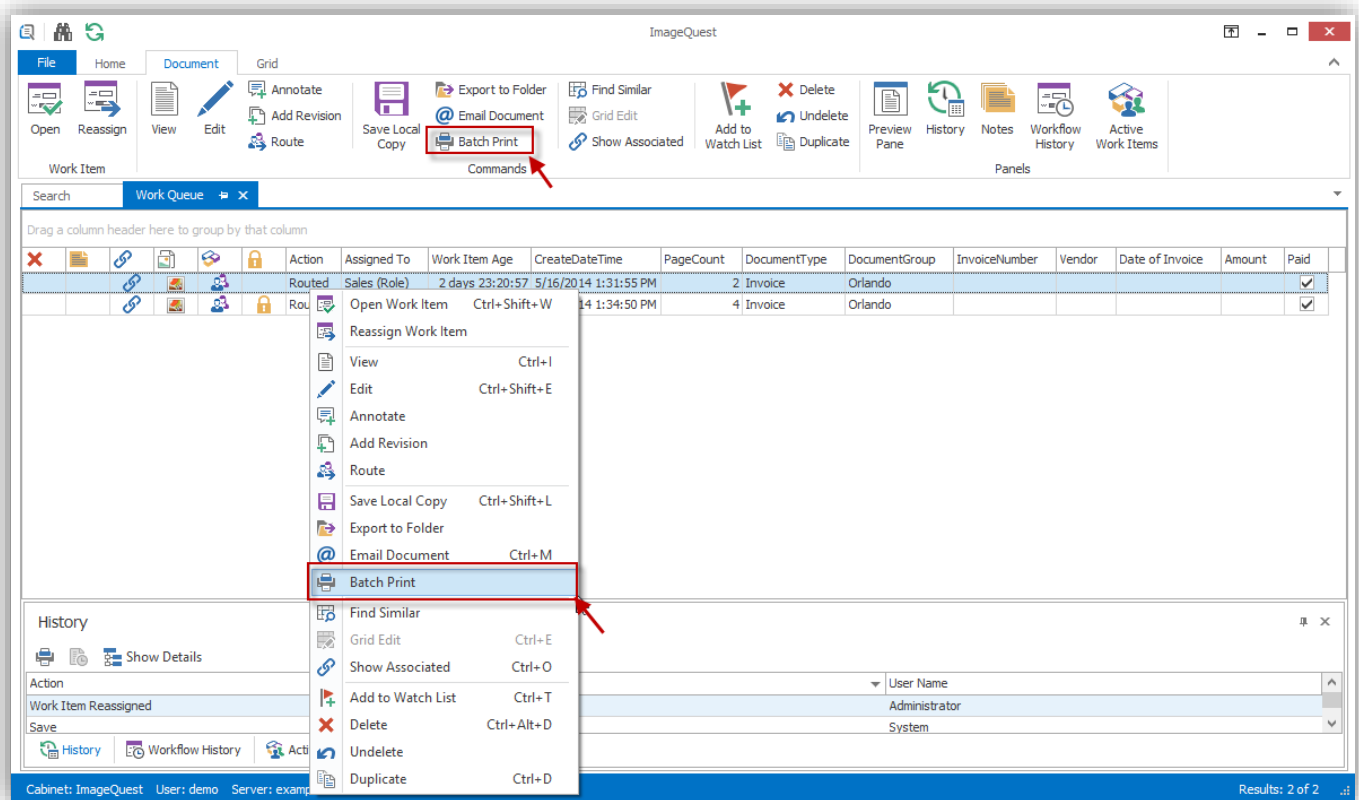 ImageQuest
File Home Document Grid
Open Reassign View Edit Annotate Add Revision Route Save Local Copy Export to Folder Email Document Batch Print Find Similar Grid Edit Show Associated Add to Watch List Delete Undelete Duplicate Preview Pane History Notes Workflow History Active Work Items
Work Item Commands Panels
Search Work Queue
Drag a column header here to group by that column
Action Assigned To Work Item Age CreateDateTime PageCount DocumentType DocumentGroup InvoiceNumber Vendor Date of Invoice Amount Paid
Routed Sales (Role) 2 days 23:20:57 5/16/2014 1:31:55 PM 2 Invoice Orlando
1:34:50 PM 4 Invoice Orlando
Open Work Item Ctrl+Shift+W
Reassign Work Item
View Ctrl+I
Edit Ctrl+Shift+E
Annotate
Add Revision
Route
Save Local Copy Ctrl+Shift+L
Export to Folder
Email Document Ctrl+M
Batch Print
Find Similar
Grid Edit Ctrl+E
Show Associated Ctrl+O
Add to Watch List Ctrl+T
Delete Ctrl+Alt+D
Undelete
Duplicate Ctrl+D
History
Show Details
Action User Name
Work Item Reassigned Administrator
Save System
History Workflow History
Cabinet: ImageQuest User: demo Server: Results: 2 of 2